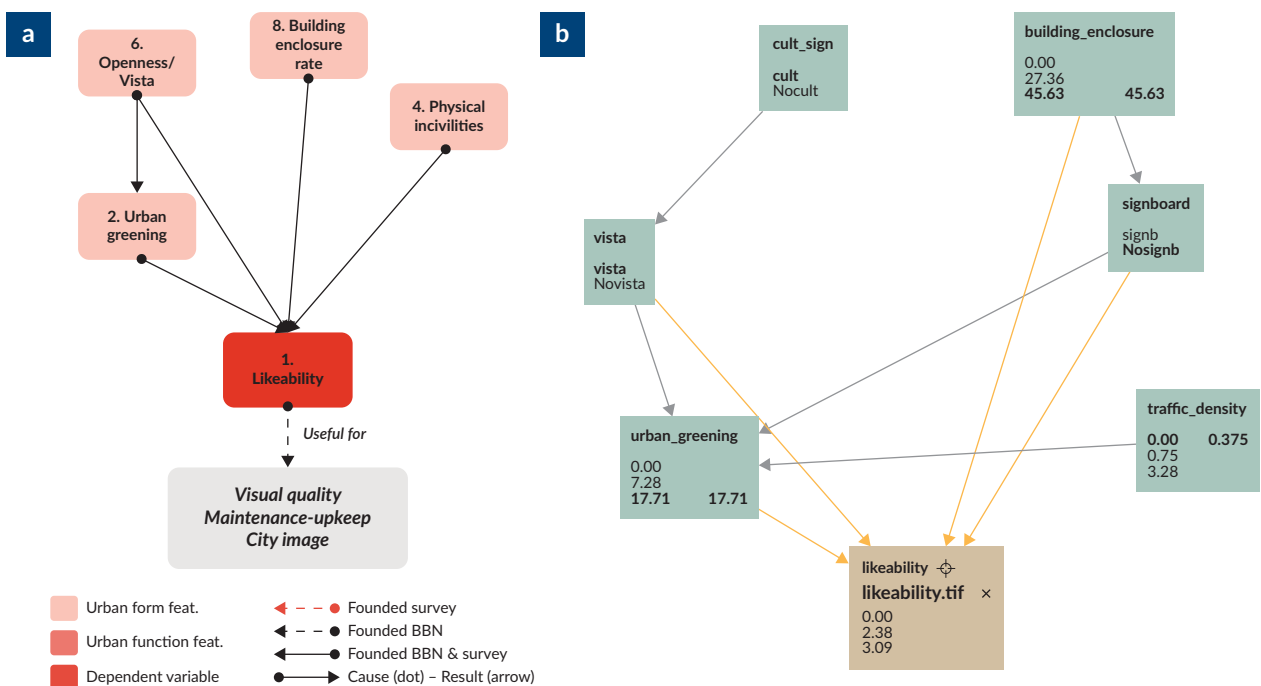 a
6.
Openness/
Vista
8. Building
enclosure
rate
4. Physical
incivilities
2. Urban
greening
1.
Likeability
Useful for
Visual quality
Maintenance-upkeep
City image
Urban form feat.
Urban function feat.
Dependent variable
Founded survey
Founded BBN
Founded BBN & survey
Cause (dot) – Result (arrow)
b
cult_sign
cult
Nocult
building_enclosure
0.00
27.36
45.63 45.63
signboard
signb
Nosignb
vista
vista
Novista
urban_greening
0.00
7.28
17.71 17.71
traffic_density
0.00 0.375
0.75
3.28
likeability
likeability.tif ×
0.00
2.38
3.09